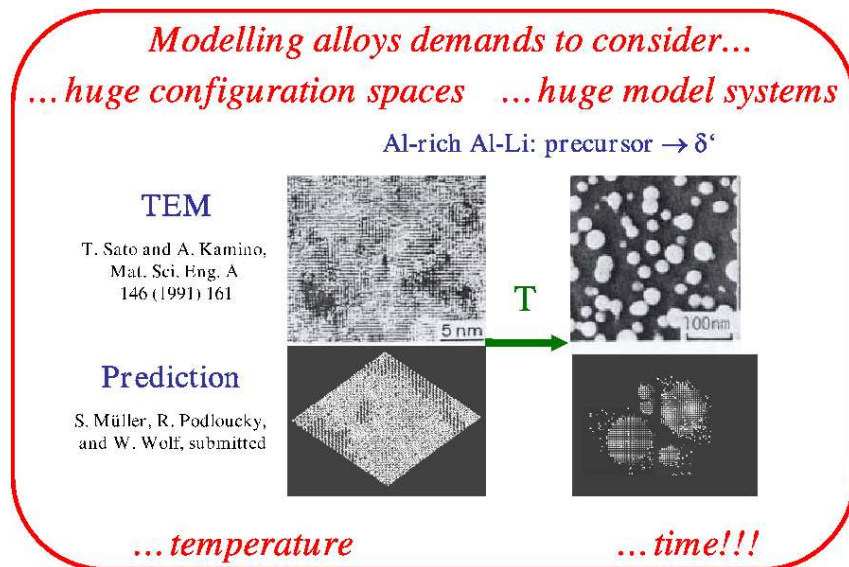 Modelling alloys demands to consider…
…huge configuration spaces …huge model systems
Al-rich Al-Li: precursor → δ‘
TEM
T. Sato and A. Kamino,
Mat. Sci. Eng. A
146 (1991) 161
5 nm
T
100nm
Prediction
S. Müller, R. Podloucky,
and W. Wolf, submitted
…temperature …time!!!